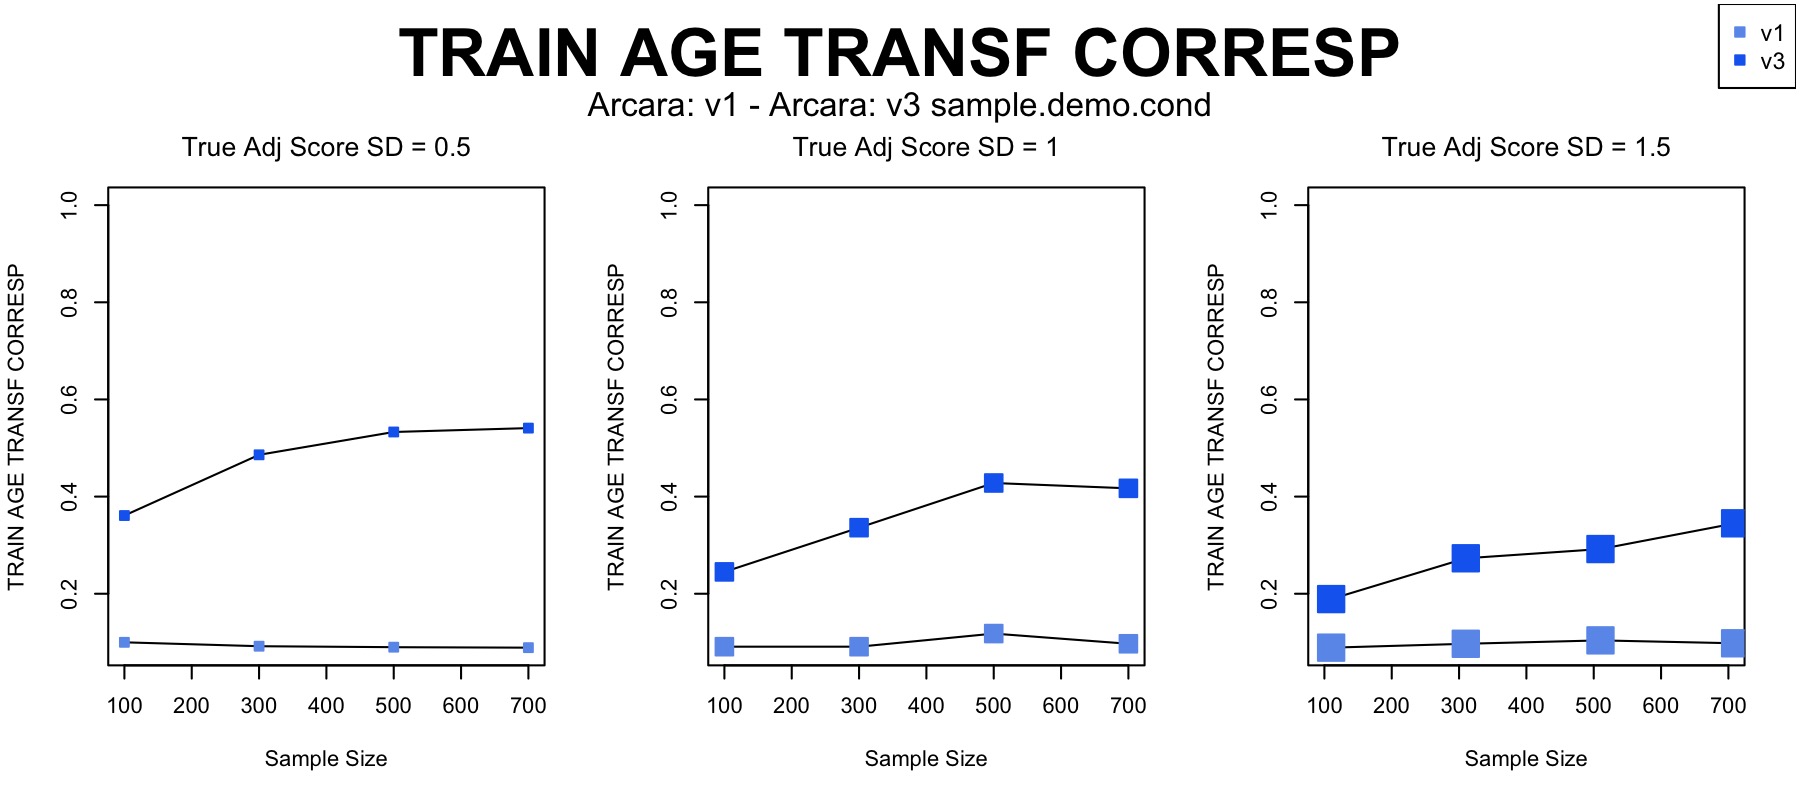 TRAIN AGE TRANSF CORRESP
Arcara: v1 - Arcara: v3 sample.demo.cond
v1
v3
True Adj Score SD = 0.5
TRAIN AGE TRANSF CORRESP
1.0
0.8
0.6
0.4
0.2
100 200 300 400 500 600 700
Sample Size
True Adj Score SD = 1
TRAIN AGE TRANSF CORRESP
1.0
0.8
0.6
0.4
0.2
100 200 300 400 500 600 700
Sample Size
True Adj Score SD = 1.5
TRAIN AGE TRANSF CORRESP
1.0
0.8
0.6
0.4
0.2
100 200 300 400 500 600 700
Sample Size